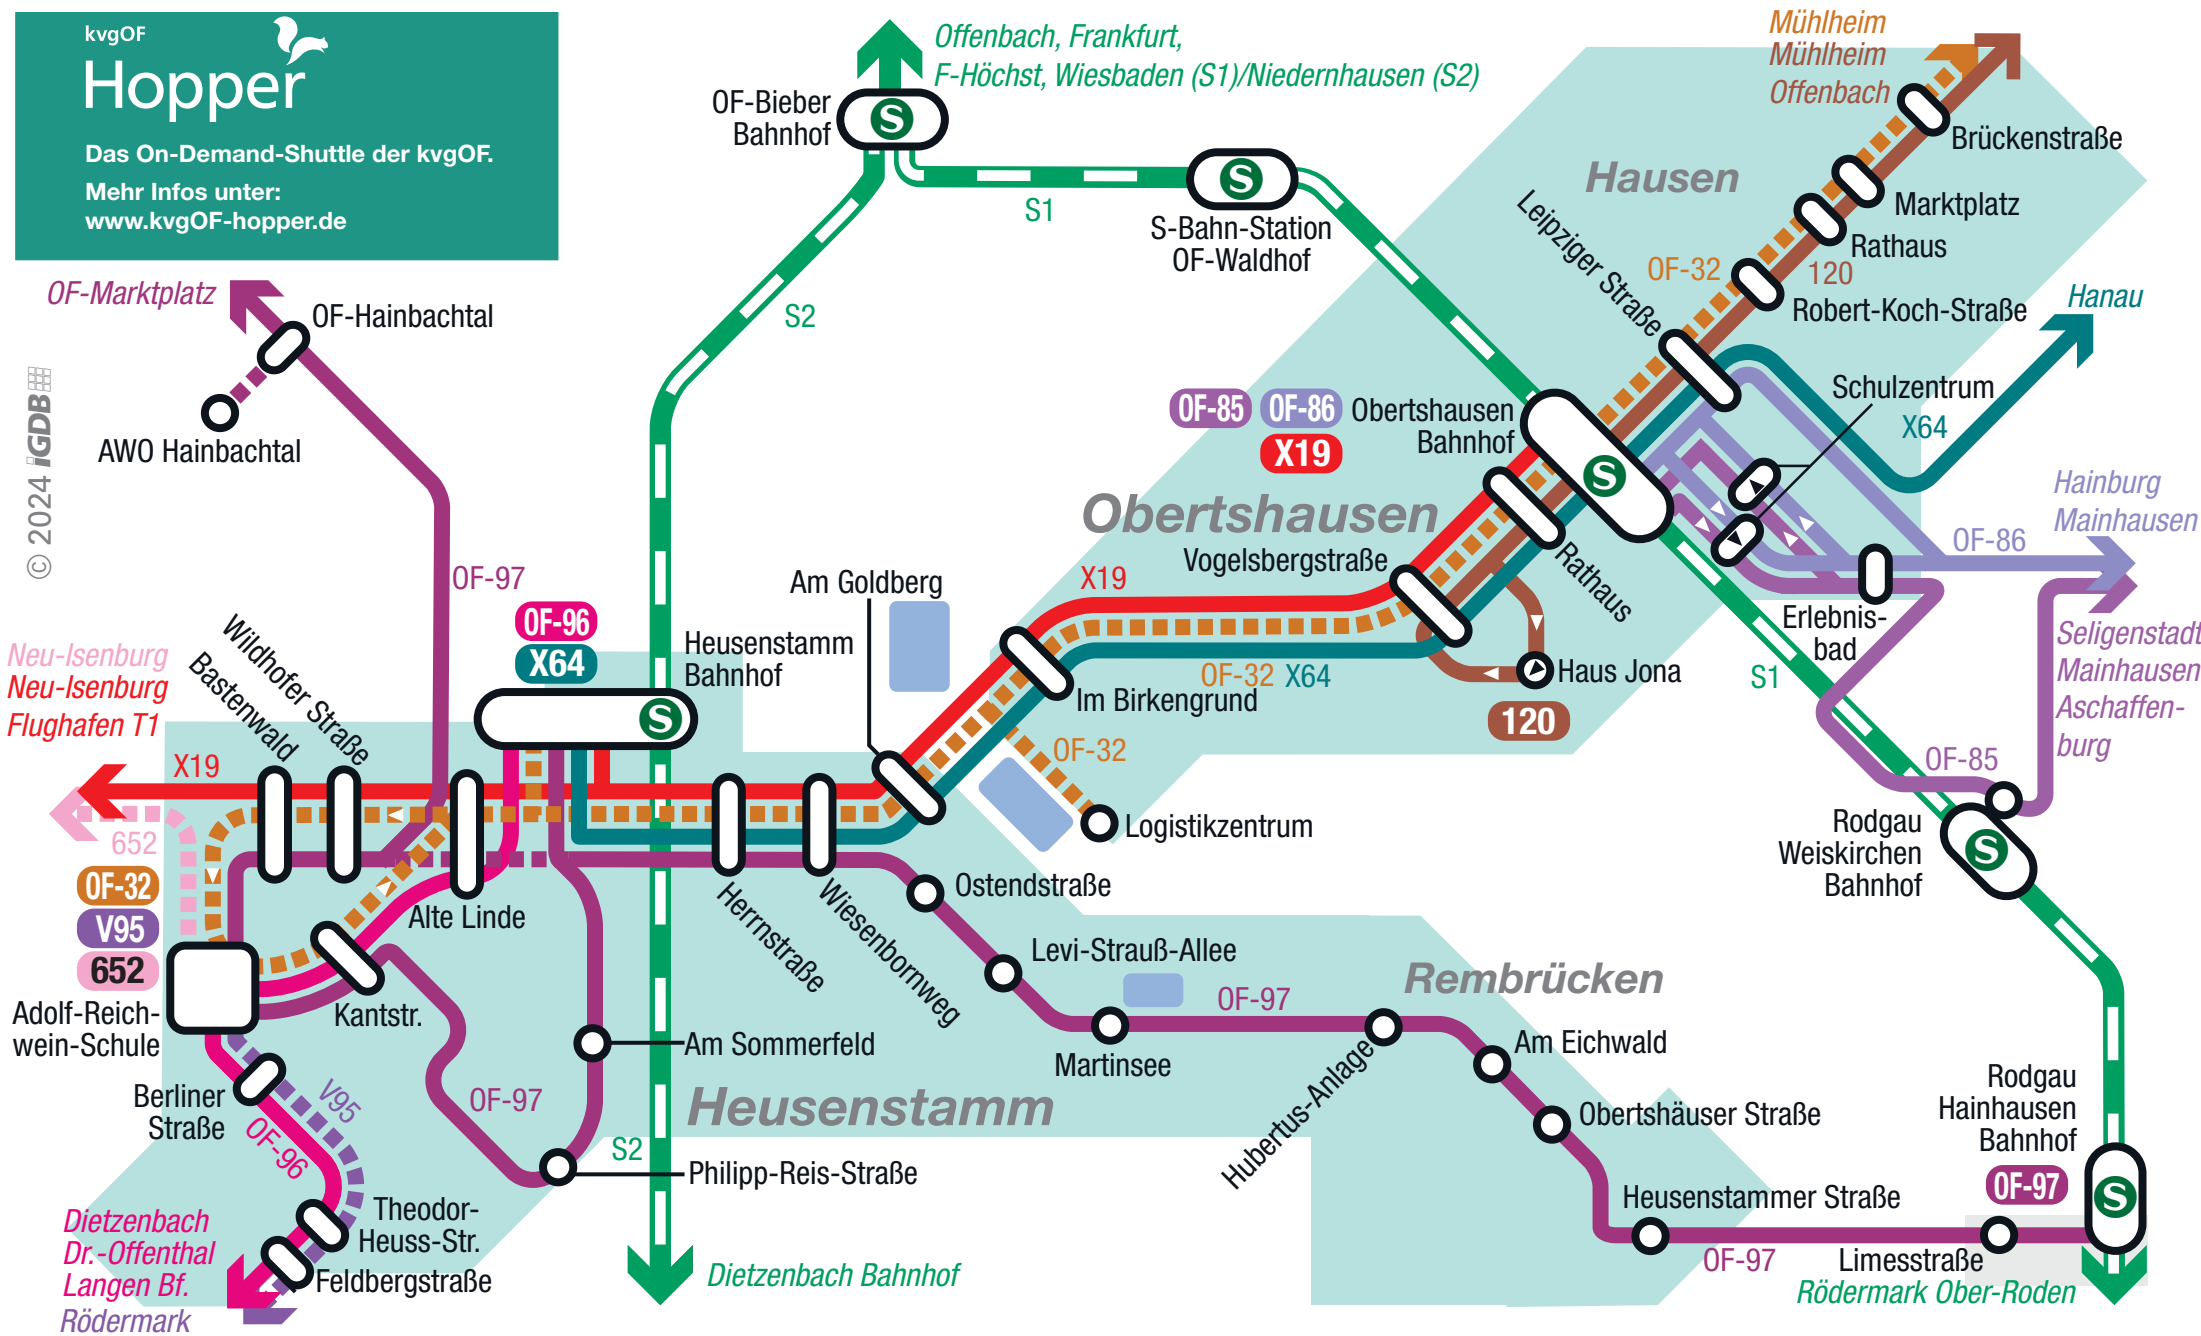 kvgOF
Hopper
Das On-Demand-Shuttle der kvgOF.
Mehr Infos unter:
www.kvgOF-hopper.de
Offenbach, Frankfurt,
F-Höchst, Wiesbaden (S1)/Niedernhausen (S2)
OF-Bieber
Bahnhof
S
S1
S
S-Bahn-Station
OF-Waldhof
S2
Mühlheim
Mühlheim
Offenbach
Brückenstraße
Hausen
Marktplatz
Rathaus
Leipziger Straße
OF-32
120
Robert-Koch-Straße
Hanau
OF-Marktplatz
OF-Hainbachtal
AWO Hainbachtal
© 2024 iGDB
OF-97
OF-85
OF-86
X19
Obertshausen
Bahnhof
S
Schulzentrum
X64
Hainburg
Mainhausen
OF-86
Obertshausen
Vogelsbergstraße
Rathaus
X19
Am Goldberg
OF-96
X64
Heusenstamm
Bahnhof
S
Wildhofer Straße
Bastenwald
Neu-Isenburg
Neu-Isenburg
Flughafen T1
X19
652
OF-32
V95
652
Adolf-Reich-
wein-Schule
Alte Linde
Kantstr.
Herrnstraße
Wiesenbornweg
OF-32
X64
Im Birkengrund
Haus Jona
120
OF-32
Logistikzentrum
Erlebnis-
bad
S1
Seligenstadt
Mainhausen
Aschaffen-
burg
OF-85
Rodgau
Weiskirchen
Bahnhof
S
Ostendstraße
Levi-Strauß-Allee
Martinsee
OF-97
Rembrücken
Hubertus-Anlage
Am Eichwald
Obertshäuser Straße
Heusenstammer Straße
OF-97
Limesstraße
Rodgau
Hainhausen
Bahnhof
OF-97
S
Rödermark Ober-Roden
Am Sommerfeld
Heusenstamm
OF-97
S2
Philipp-Reis-Straße
Dietzenbach Bahnhof
Berliner
Straße
V95
OF-96
Theodor-
Heuss-Str.
Feldbergstraße
Dietzenbach
Dr.-Offenthal
Langen Bf.
Rödermark